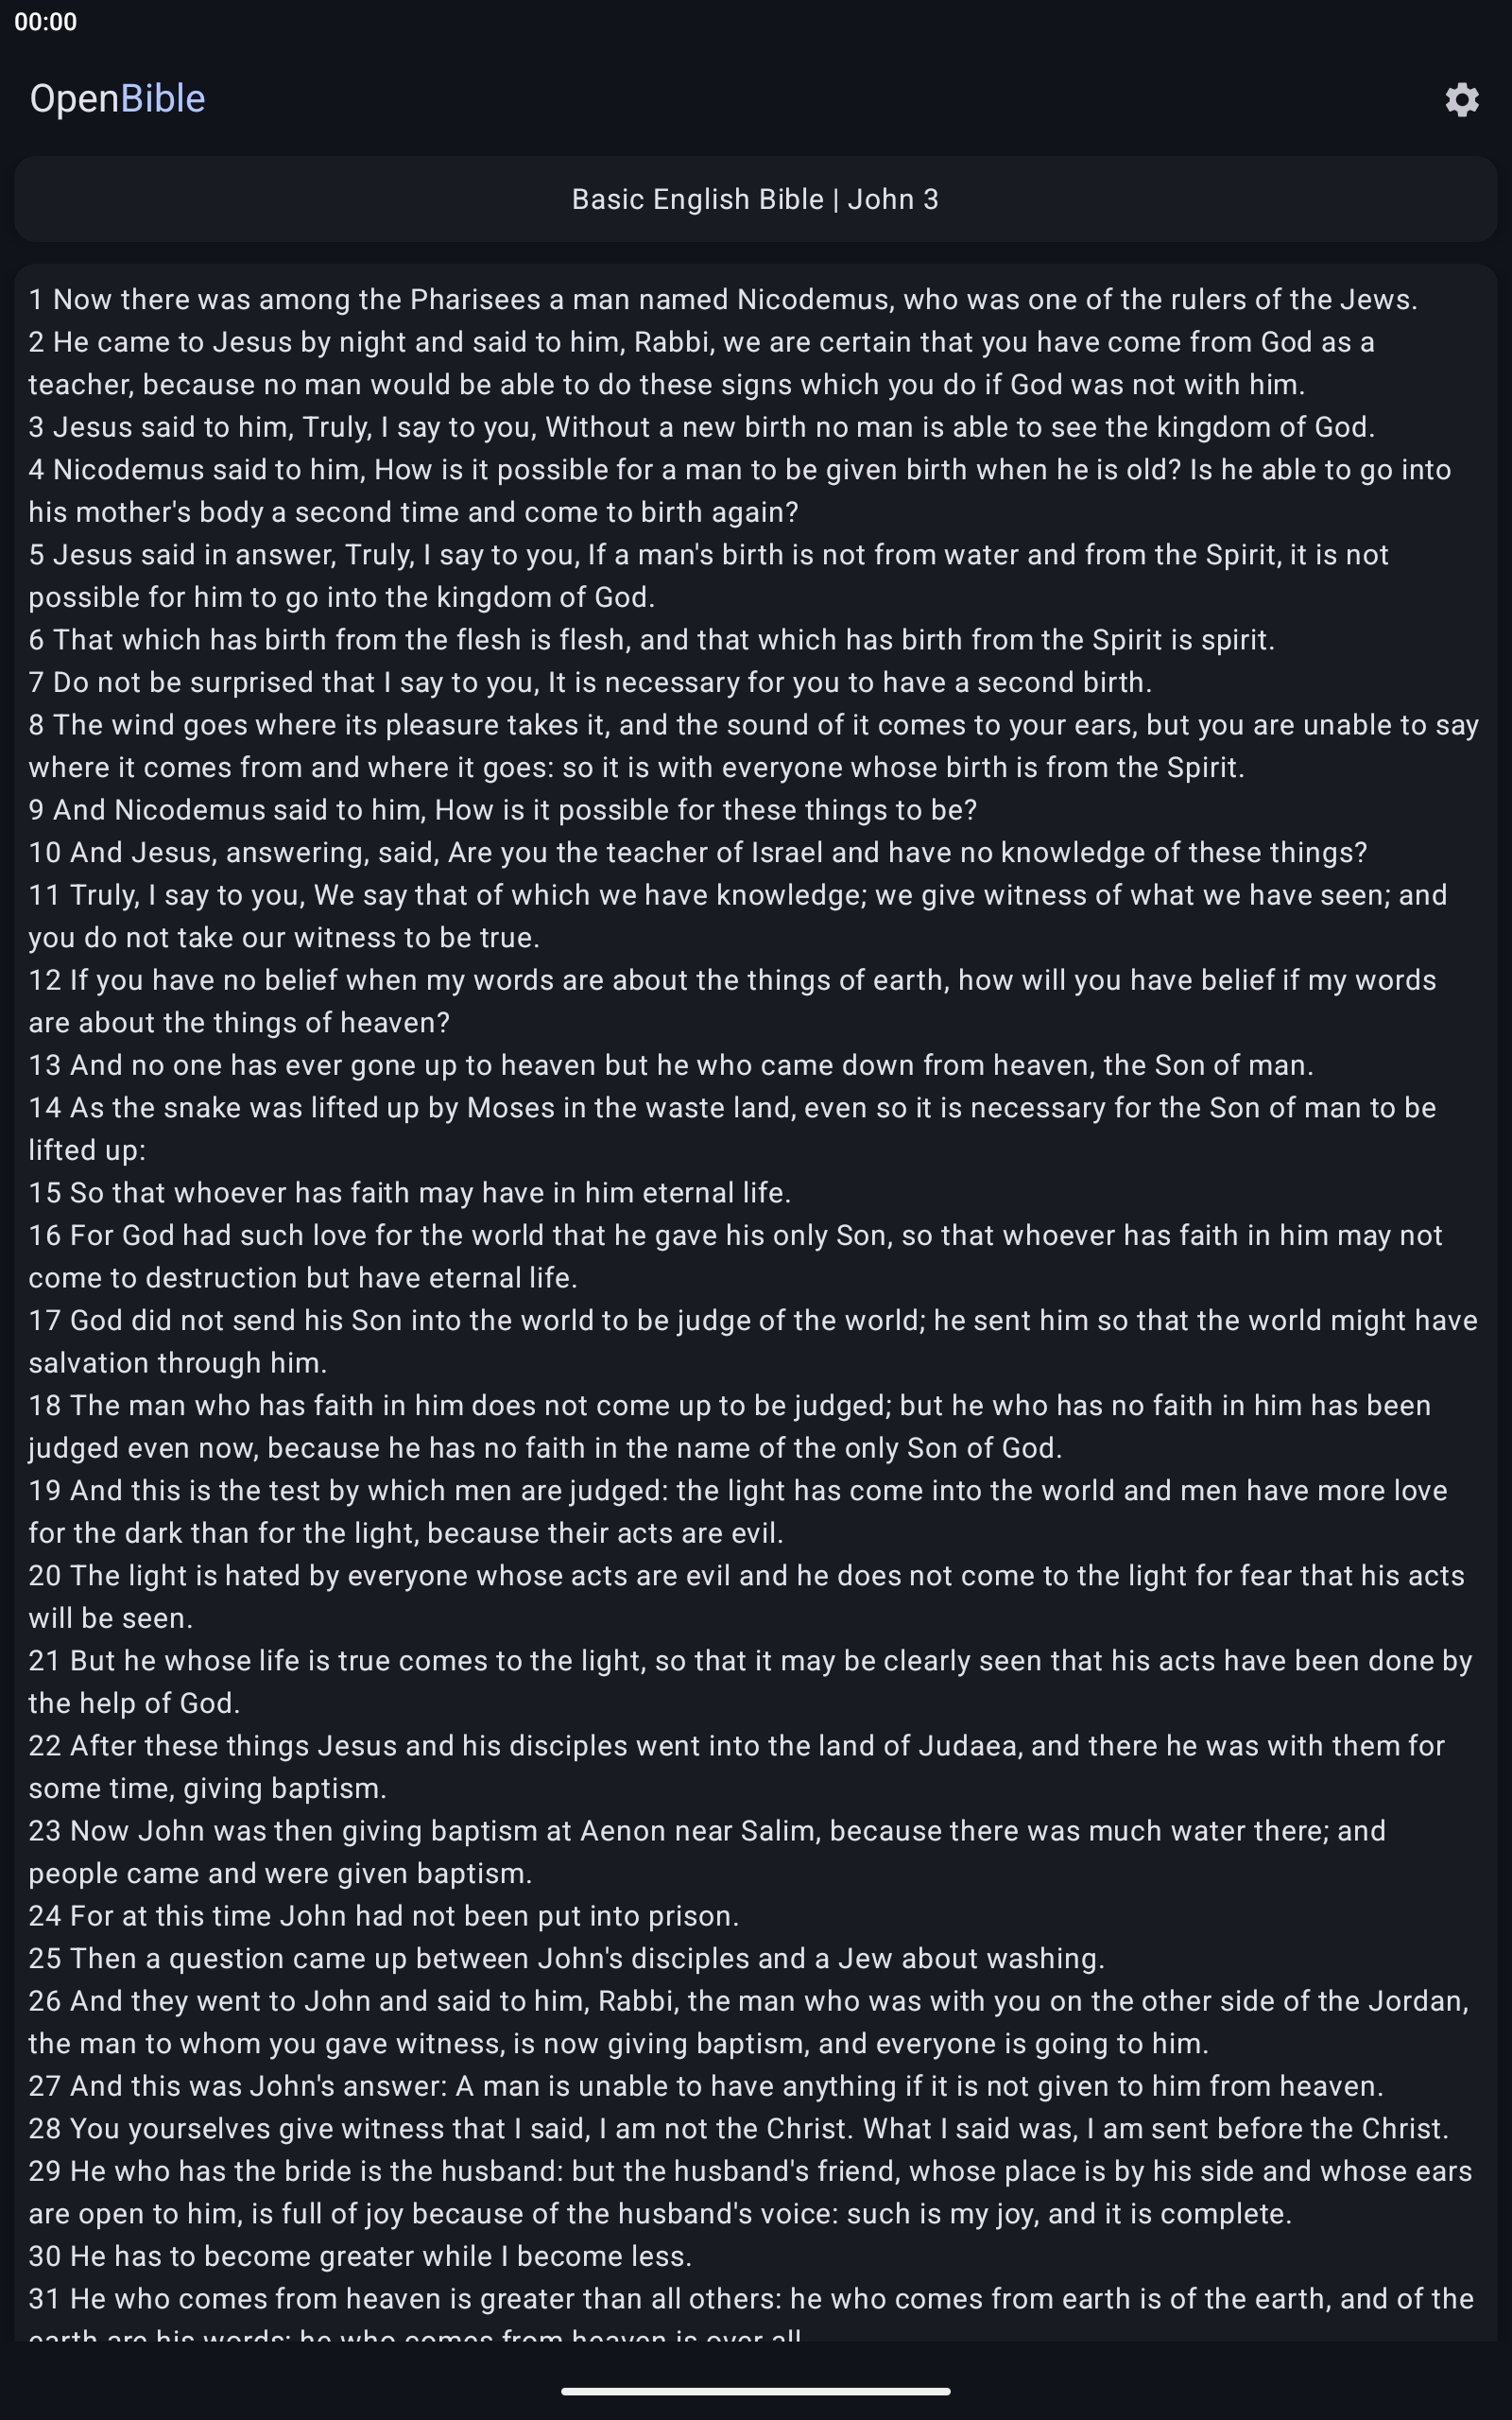 00:00
OpenBible
Basic English Bible | John 3
1 Now there was among the Pharisees a man named Nicodemus, who was one of the rulers of the Jews.
2 He came to Jesus by night and said to him, Rabbi, we are certain that you have come from God as a
teacher, because no man would be able to do these signs which you do if God was not with him.
3 Jesus said to him, Truly, I say to you, Without a new birth no man is able to see the kingdom of God.
4 Nicodemus said to him, How is it possible for a man to be given birth when he is old? Is he able to go into
his mother's body a second time and come to birth again?
5 Jesus said in answer, Truly, I say to you, If a man's birth is not from water and from the Spirit, it is not
possible for him to go into the kingdom of God.
6 That which has birth from the flesh is flesh, and that which has birth from the Spirit is spirit.
7 Do not be surprised that I say to you, It is necessary for you to have a second birth.
8 The wind goes where its pleasure takes it, and the sound of it comes to your ears, but you are unable to say
where it comes from and where it goes: so it is with everyone whose birth is from the Spirit.
9 And Nicodemus said to him, How is it possible for these things to be?
10 And Jesus, answering, said, Are you the teacher of Israel and have no knowledge of these things?
11 Truly, I say to you, We say that of which we have knowledge; we give witness of what we have seen; and
you do not take our witness to be true.
12 If you have no belief when my words are about the things of earth, how will you have belief if my words
are about the things of heaven?
13 And no one has ever gone up to heaven but he who came down from heaven, the Son of man.
14 As the snake was lifted up by Moses in the waste land, even so it is necessary for the Son of man to be
lifted up:
15 So that whoever has faith may have in him eternal life.
16 For God had such love for the world that he gave his only Son, so that whoever has faith in him may not
come to destruction but have eternal life.
17 God did not send his Son into the world to be judge of the world; he sent him so that the world might have
salvation through him.
18 The man who has faith in him does not come up to be judged; but he who has no faith in him has been
judged even now, because he has no faith in the name of the only Son of God.
19 And this is the test by which men are judged: the light has come into the world and men have more love
for the dark than for the light, because their acts are evil.
20 The light is hated by everyone whose acts are evil and he does not come to the light for fear that his acts
will be seen.
21 But he whose life is true comes to the light, so that it may be clearly seen that his acts have been done by
the help of God.
22 After these things Jesus and his disciples went into the land of Judaea, and there he was with them for
some time, giving baptism.
23 Now John was then giving baptism at Aenon near Salim, because there was much water there; and
people came and were given baptism.
24 For at this time John had not been put into prison.
25 Then a question came up between John's disciples and a Jew about washing.
26 And they went to John and said to him, Rabbi, the man who was with you on the other side of the Jordan,
the man to whom you gave witness, is now giving baptism, and everyone is going to him.
27 And this was John's answer: A man is unable to have anything if it is not given to him from heaven.
28 You yourselves give witness that I said, I am not the Christ. What I said was, I am sent before the Christ.
29 He who has the bride is the husband: but the husband's friend, whose place is by his side and whose ears
are open to him, is full of joy because of the husband's voice: such is my joy, and it is complete.
30 He has to become greater while I become less.
31 He who comes from heaven is greater than all others: he who comes from earth is of the earth, and of the
earth are his words: he who comes from heaven is over all.